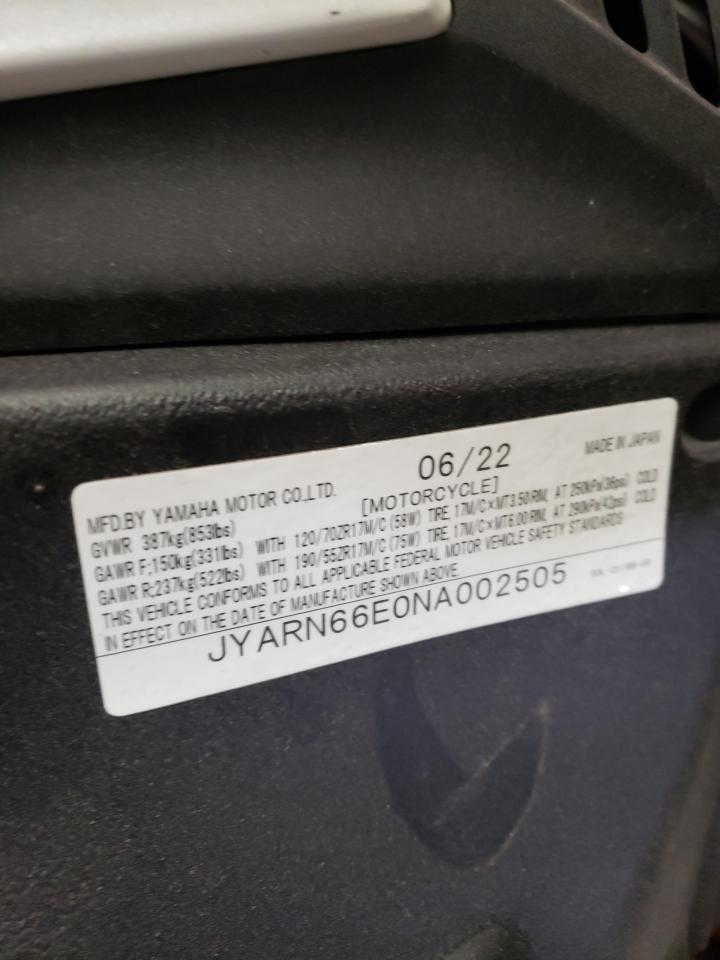 06/22 MADE IN JAPAN
MFD.BY YAMAHA MOTOR CO.,LTD. [MOTORCYCLE]
GVWR 387kg(853lbs)
GAWR F;150kg(331lbs) WITH 120/70ZR17M/C (58W) TIRE, 17M/C×MT3.50 RIM, AT 250kPa(36psi) COLD
GAWR R;237kg(522lbs) WITH 190/55ZR17M/C (75W) TIRE, 17M/C×MT6.00 RIM, AT 290kPa(42psi) COLD
THIS VEHICLE CONFORMS TO ALL APPLICABLE FEDERAL MOTOR VEHICLE SAFETY STANDARDS
IN EFFECT ON THE DATE OF MANUFACTURE SHOWN ABOVE
JYARN66E0NA002505